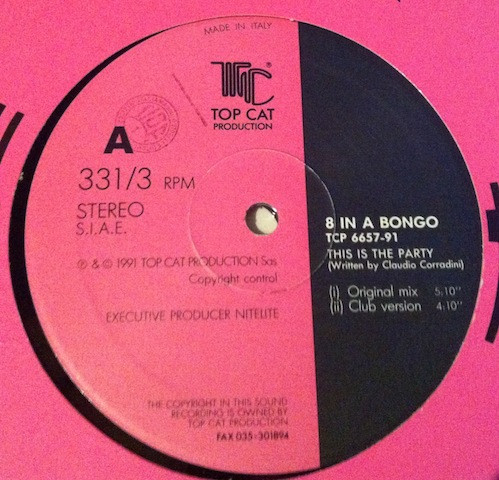 MADE IN ITALY
TC®
TOP CAT
PRODUCTION
A
331/3 RPM
STEREO
S.I.A.E.
℗ & © 1991 TOP CAT PRODUCTION Sas
Copyright control
EXECUTIVE PRODUCER NITELITE
THE COPYRIGHT IN THIS SOUND
RECORDING IS OWNED BY
TOP CAT PRODUCTION
FAX 035-301894
8 IN A BONGO
TCP 6657-91
THIS IS THE PARTY
(Written by Claudio Corradini)
(i) Original mix 5:10"
(ii) Club version 4:10"